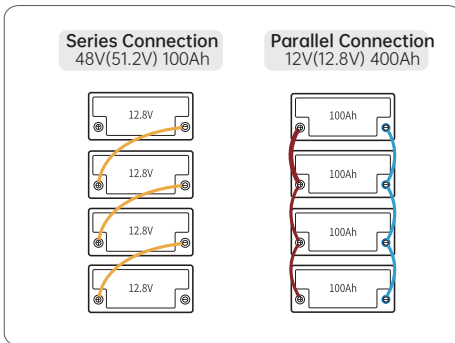 Series Connection
48V(51.2V) 100Ah
12.8V
12.8V
12.8V
12.8V
Parallel Connection
12V(12.8V) 400Ah
100Ah
100Ah
100Ah
100Ah